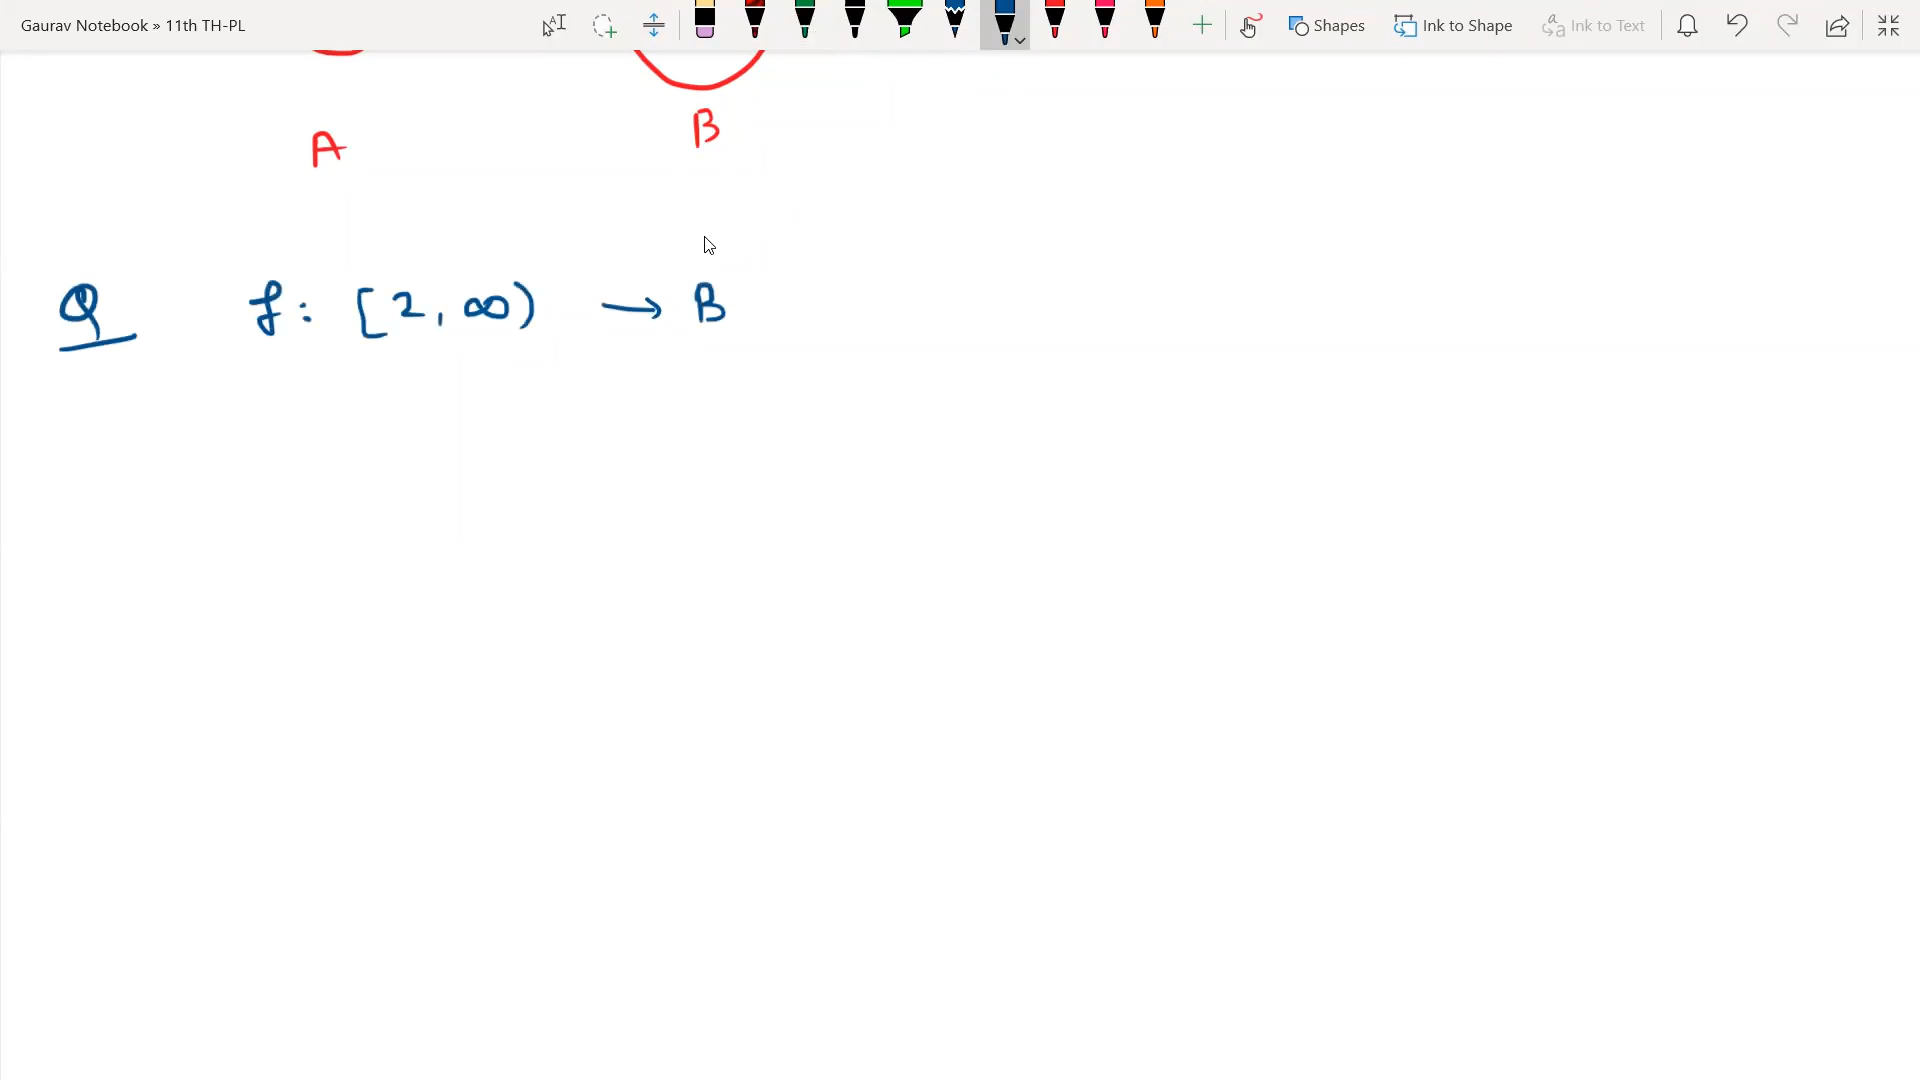 Gaurav Notebook » 11th TH-PL
Shapes
Ink to Shape
Ink to Text
A
B
Q f: [2, ∞) → B